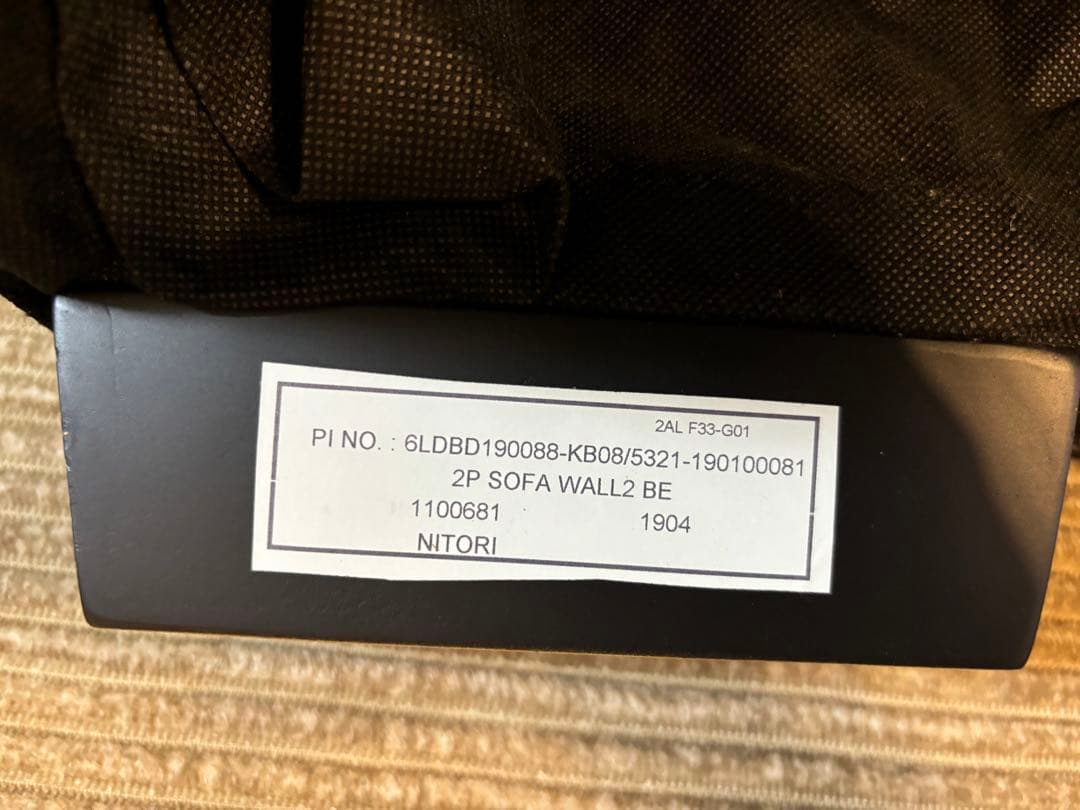 2AL F33-G01
PI NO. : 6LDBD190088-KB08/5321-190100081
2P SOFA WALL2 BE
1100681 1904
NITORI